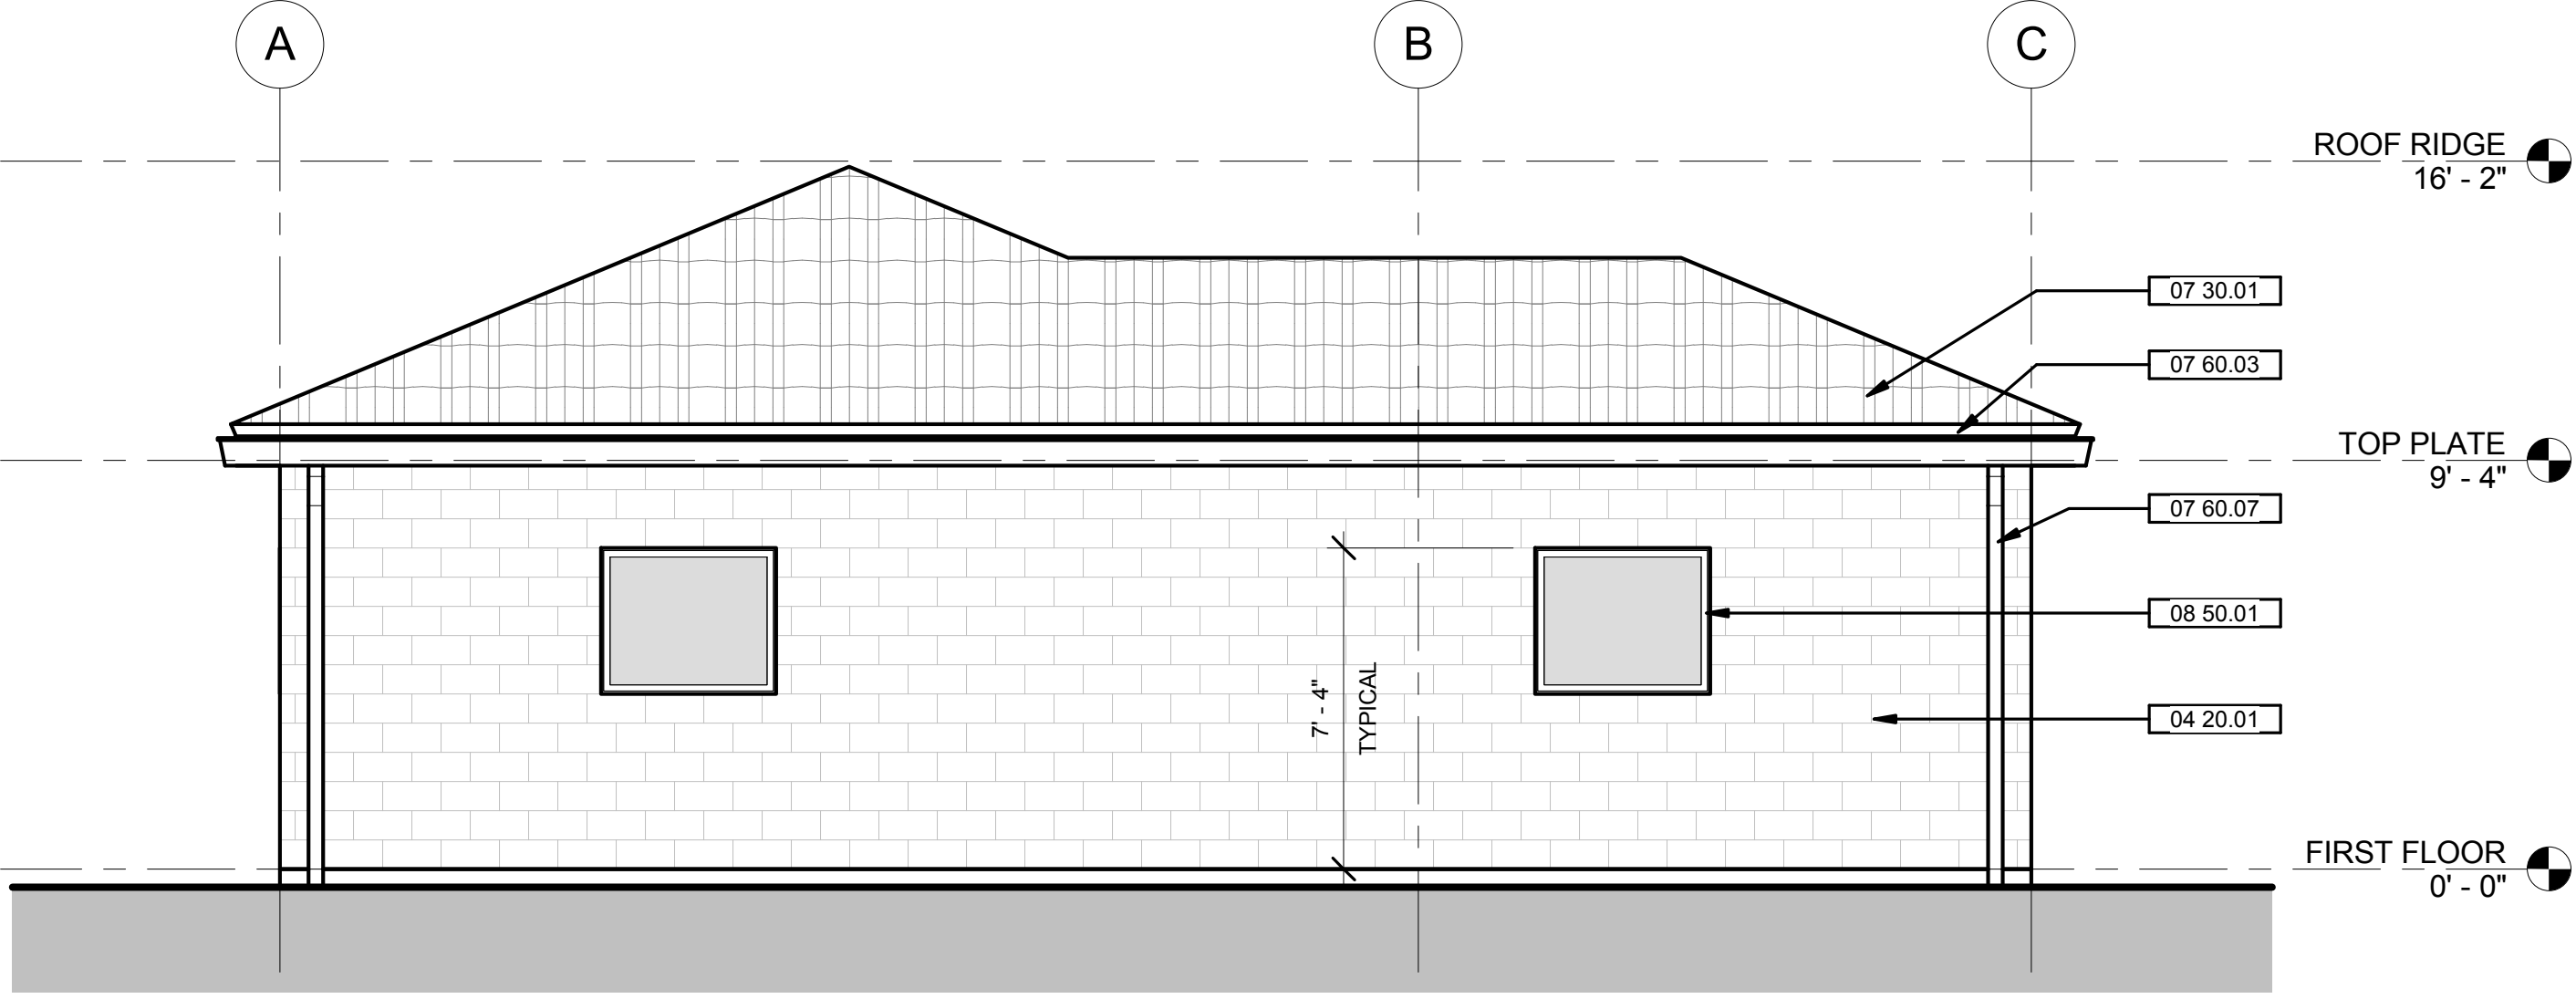 A
B
C
ROOF RIDGE
16' - 2"
07 30.01
07 60.03
TOP PLATE
9' - 4"
07 60.07
08 50.01
7' - 4"
TYPICAL
04 20.01
FIRST FLOOR
0' - 0"